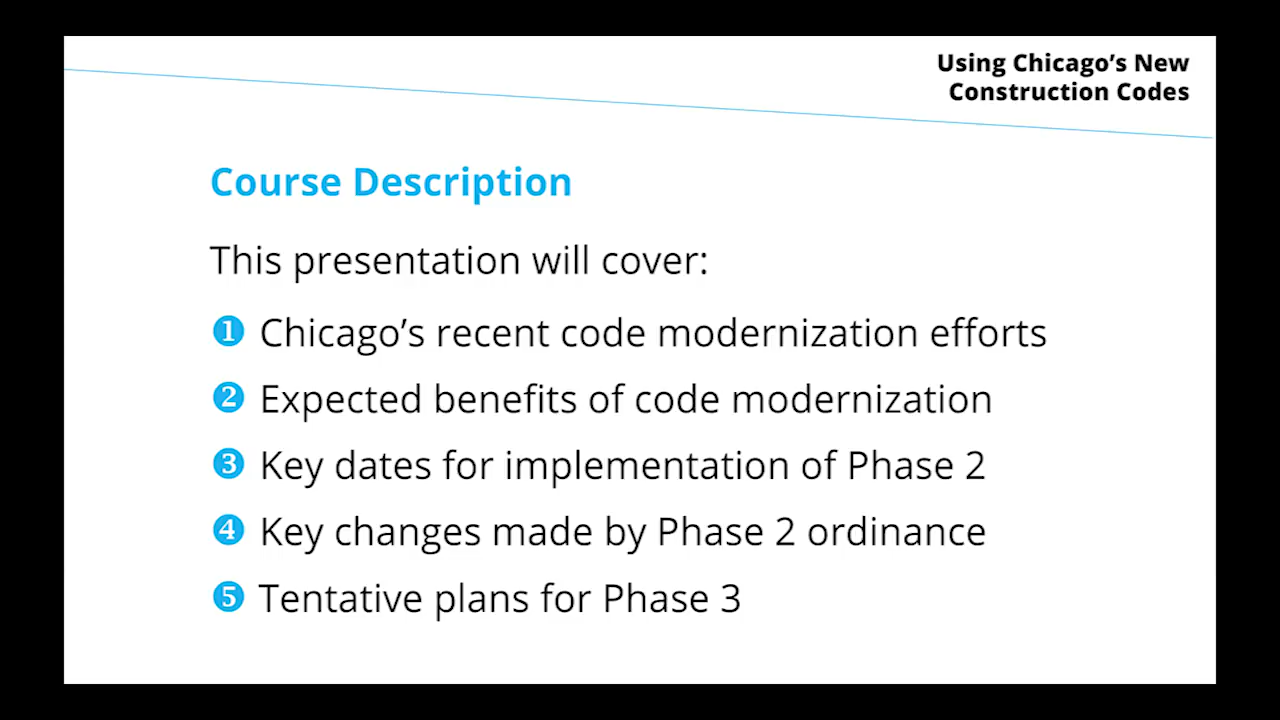 Using Chicago’s New
Construction Codes
Course Description
This presentation will cover:
❶ Chicago’s recent code modernization efforts
❷ Expected benefits of code modernization
❸ Key dates for implementation of Phase 2
❹ Key changes made by Phase 2 ordinance
❺ Tentative plans for Phase 3